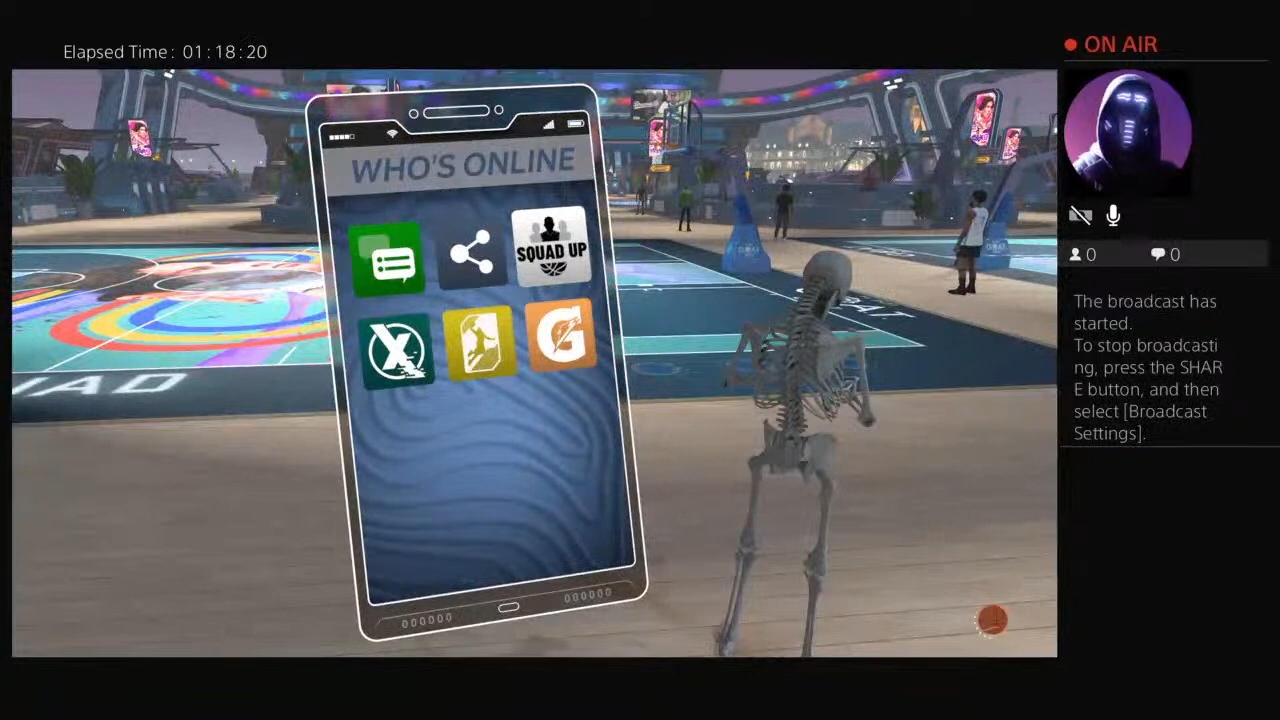 Elapsed Time: 01:18:20
ON AIR
WHO'S ONLINE
SQUAD UP
X
G
0
0
The broadcast has
started.
To stop broadcasti
ng, press the SHAR
E button, and then
select [Broadcast
Settings].